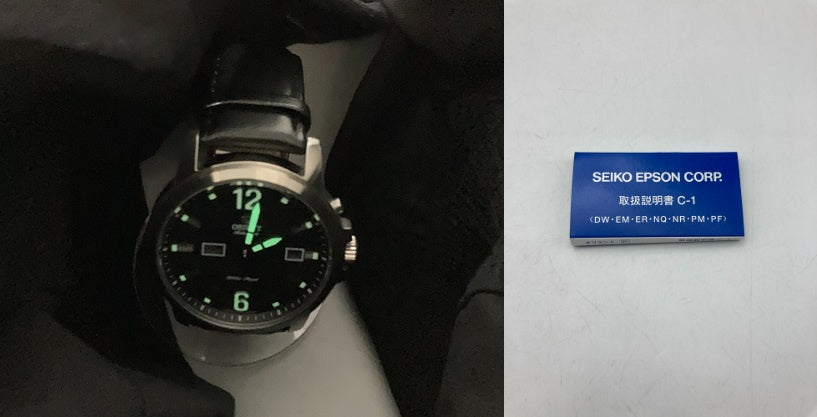 12
ORIENT
6
SEIKO EPSON CORP.
取扱説明書 C-1
〈DW・EM・ER・NQ・NR・PM・PF〉